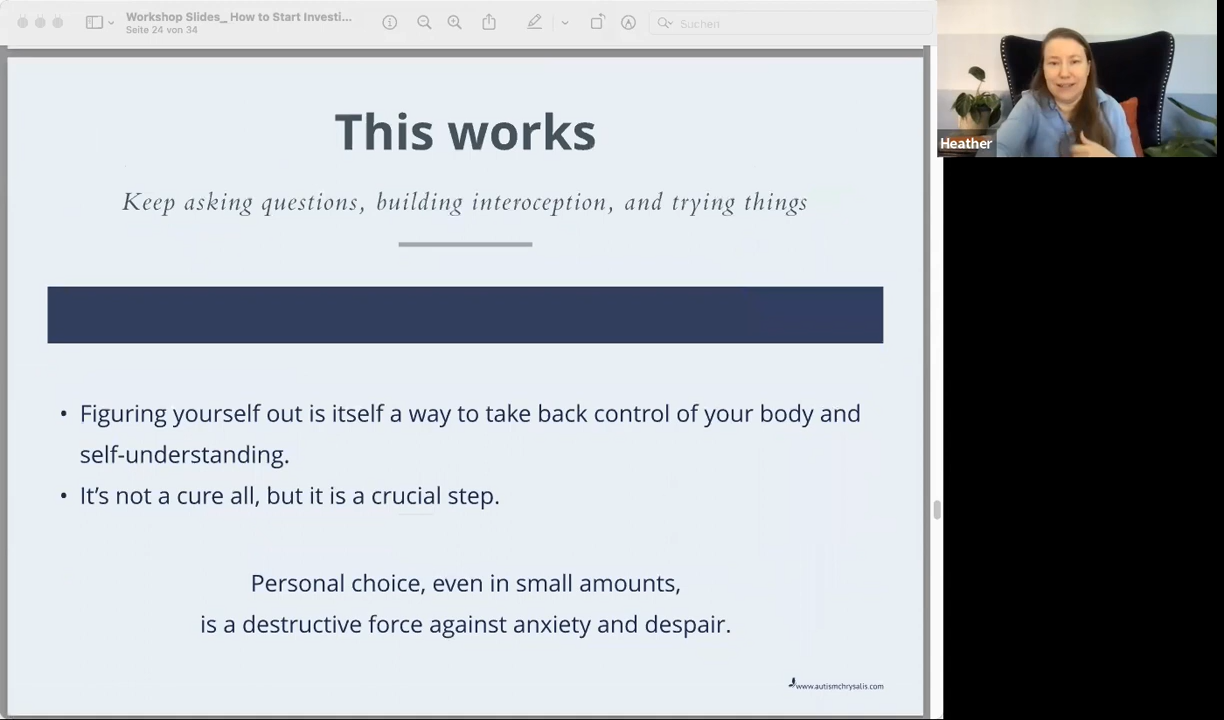 Workshop Slides_ How to Start Investi...
Seite 24 von 34
Suchen
Heather
This works
Keep asking questions, building interoception, and trying things
• Figuring yourself out is itself a way to take back control of your body and
self-understanding.
• It’s not a cure all, but it is a crucial step.
Personal choice, even in small amounts,
is a destructive force against anxiety and despair.
www.autismchrysalis.com